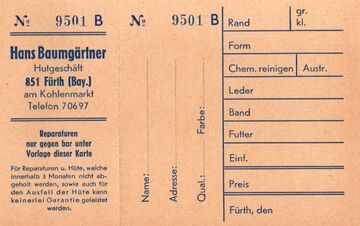 № 9501 B
Hans Baumgärtner
Hutgeschäft
851 Fürth (Bay.)
am Kohlenmarkt
Telefon 70697
Reparaturen
nur gegen bar unter
Vorlage dieser Karte
Für Reparaturen u. Hüte, welche
innerhalb 3 Monaten nicht ab-
geholt werden, sowie auch für
den Ausfall der Hüte kann
keinerlei Garantie geleistet
werden.
№ 9501 B
Name:
Adresse:
Qual.:
Farbe:
Rand
gr.
kl.
Form
Chem. reinigen
Austr.
Leder
Band
Futter
Einf.
Preis
Fürth, den